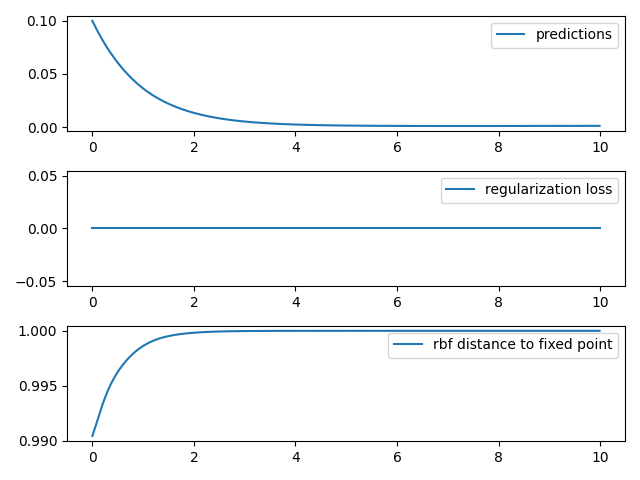 0.10
0.05
0.00
predictions
0 2 4 6 8 10
0.05
0.00
−0.05
regularization loss
0 2 4 6 8 10
1.000
0.995
0.990
rbf distance to fixed point
0 2 4 6 8 10